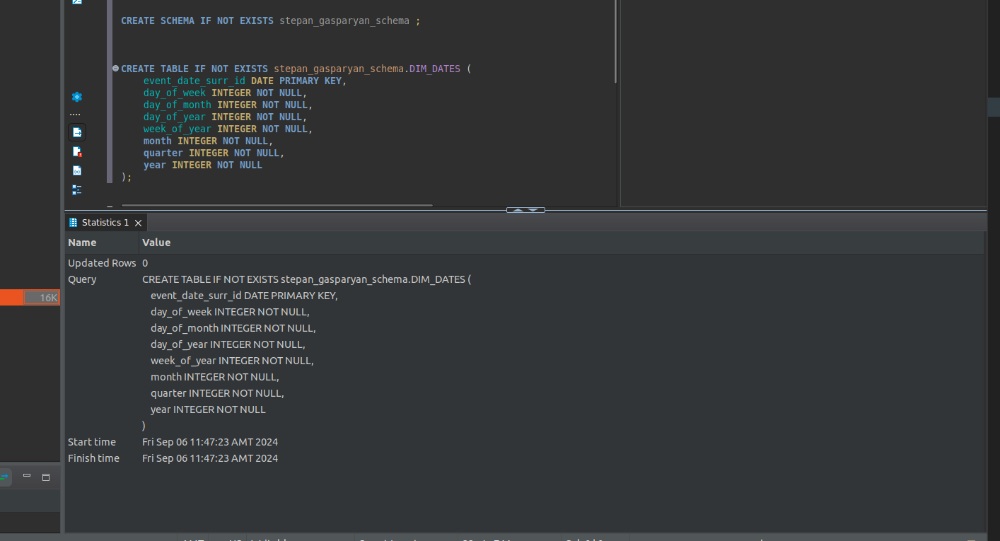 CREATE SCHEMA IF NOT EXISTS stepan_gasparyan_schema ;
CREATE TABLE IF NOT EXISTS stepan_gasparyan_schema.DIM_DATES (
event_date_surr_id DATE PRIMARY KEY,
day_of_week INTEGER NOT NULL,
day_of_month INTEGER NOT NULL,
day_of_year INTEGER NOT NULL,
week_of_year INTEGER NOT NULL,
month INTEGER NOT NULL,
quarter INTEGER NOT NULL,
year INTEGER NOT NULL
);
Statistics 1
Name Value
Updated Rows 0
Query CREATE TABLE IF NOT EXISTS stepan_gasparyan_schema.DIM_DATES (
event_date_surr_id DATE PRIMARY KEY,
day_of_week INTEGER NOT NULL,
day_of_month INTEGER NOT NULL,
day_of_year INTEGER NOT NULL,
week_of_year INTEGER NOT NULL,
month INTEGER NOT NULL,
quarter INTEGER NOT NULL,
year INTEGER NOT NULL
)
Start time Fri Sep 06 11:47:23 AMT 2024
Finish time Fri Sep 06 11:47:23 AMT 2024
16K